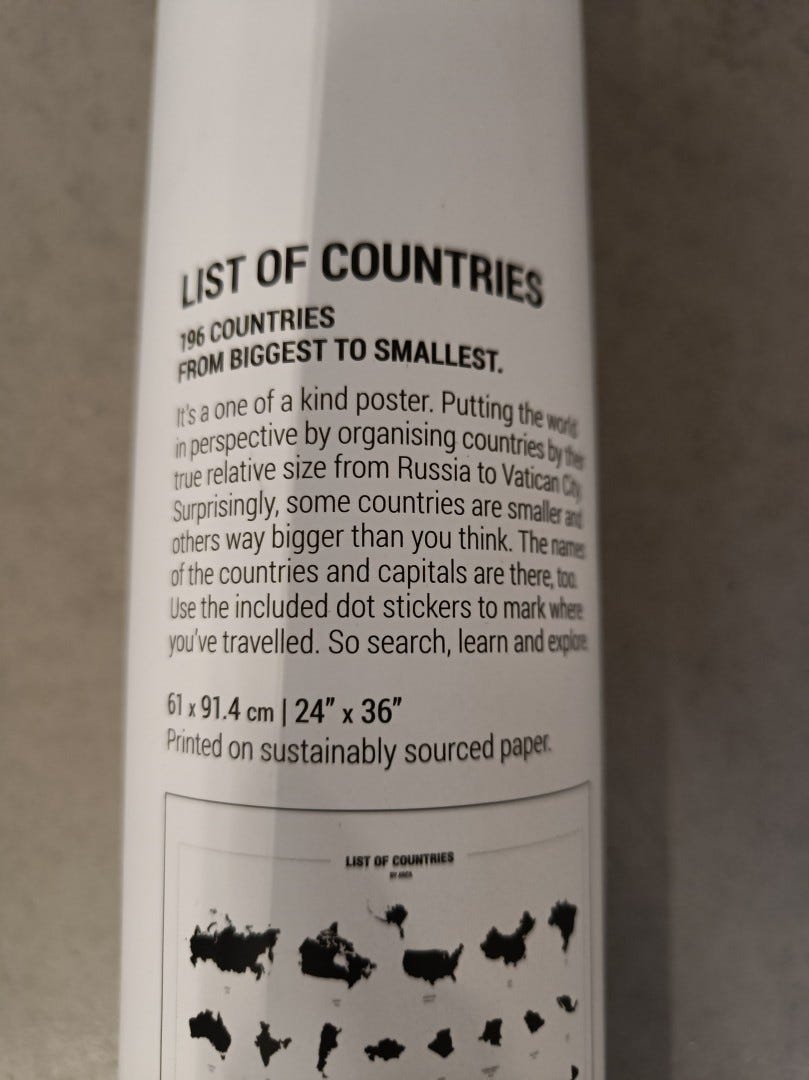 LIST OF COUNTRIES
196 COUNTRIES
FROM BIGGEST TO SMALLEST.
It's a one of a kind poster. Putting the world
in perspective by organising countries by their
true relative size from Russia to Vatican City.
Surprisingly, some countries are smaller and
others way bigger than you think. The names
of the countries and capitals are there, too.
Use the included dot stickers to mark where
you've travelled. So search, learn and explore.
61 x 91.4 cm | 24” x 36”
Printed on sustainably sourced paper.
LIST OF COUNTRIES
BY AREA